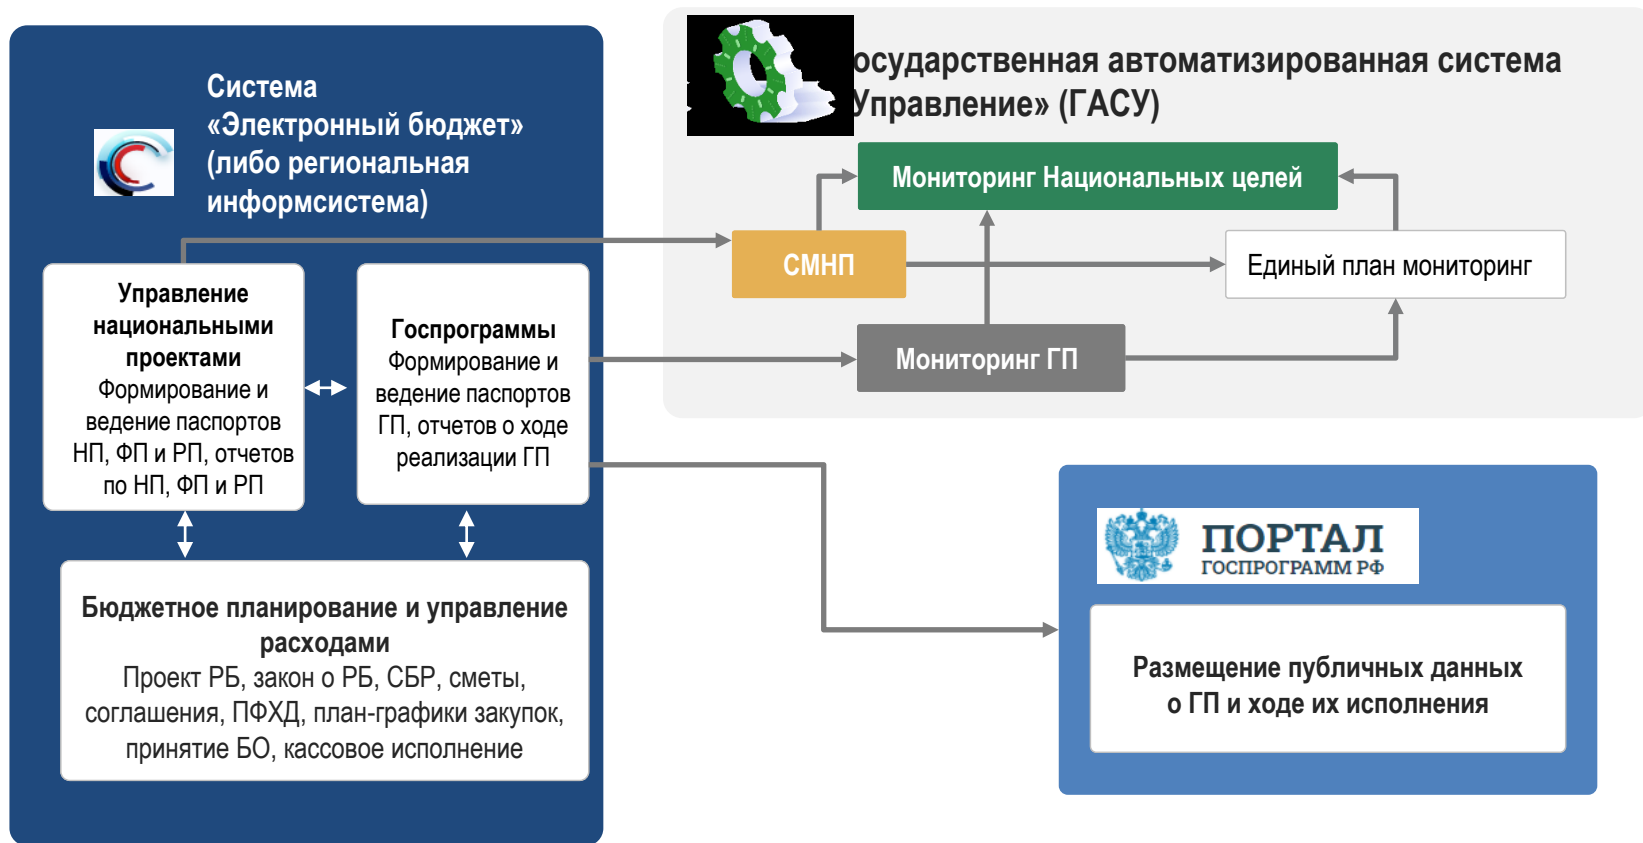 Система
«Электронный бюджет»
(либо региональная
информсистема)
Управление
национальными
проектами
Формирование и
ведение паспортов
НП, ФП и РП, отчетов
по НП, ФП и РП
Госпрограммы
Формирование и
ведение паспортов
ГП, отчетов о ходе
реализации ГП
Бюджетное планирование и управление
расходами
Проект РБ, закон о РБ, СБР, сметы,
соглашения, ПФХД, план-графики закупок,
принятие БО, кассовое исполнение
осударственная автоматизированная система
Управление» (ГАСУ)
Мониторинг Национальных целей
СМНП
Единый план мониторинг
Мониторинг ГП
ПОРТАЛ
ГОСПРОГРАММ РФ
Размещение публичных данных
о ГП и ходе их исполнения